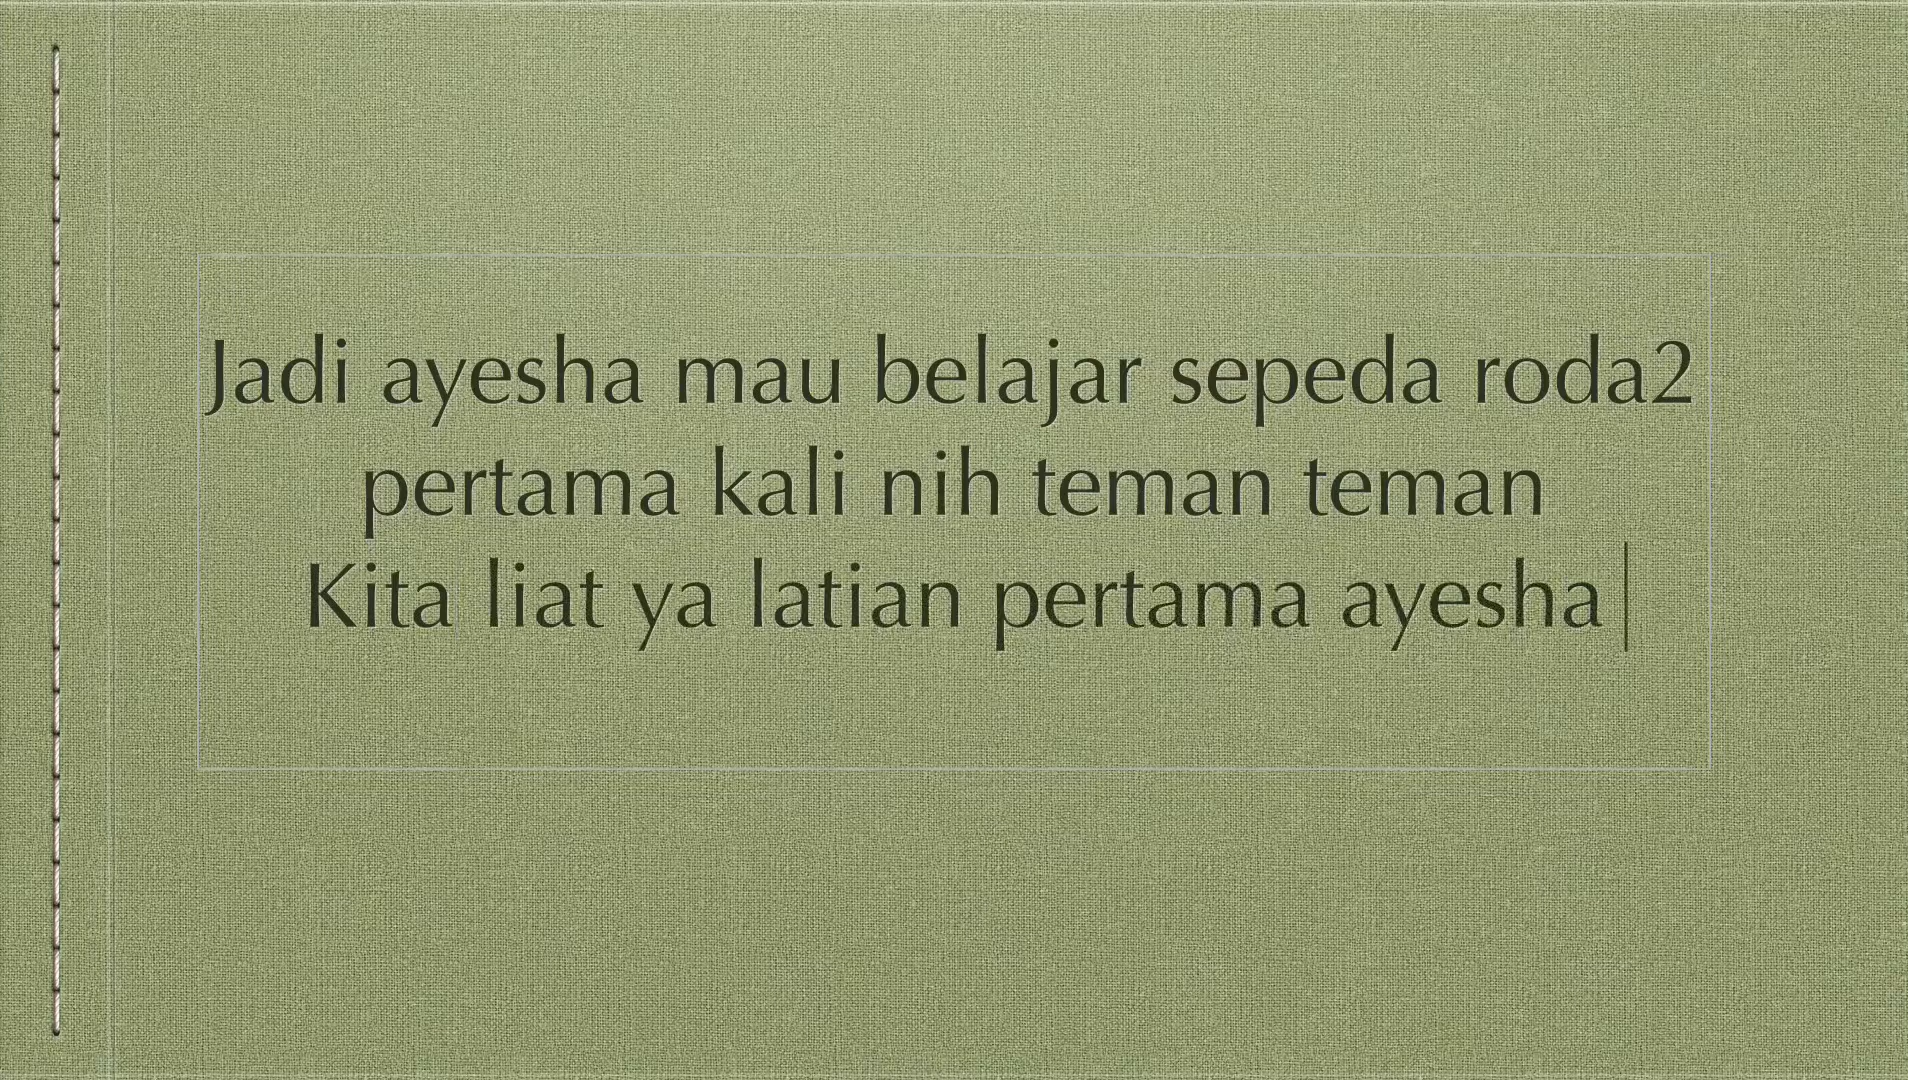 Jadi ayesha mau belajar sepeda roda2
pertama kali nih teman teman
Kita liat ya latian pertama ayesha